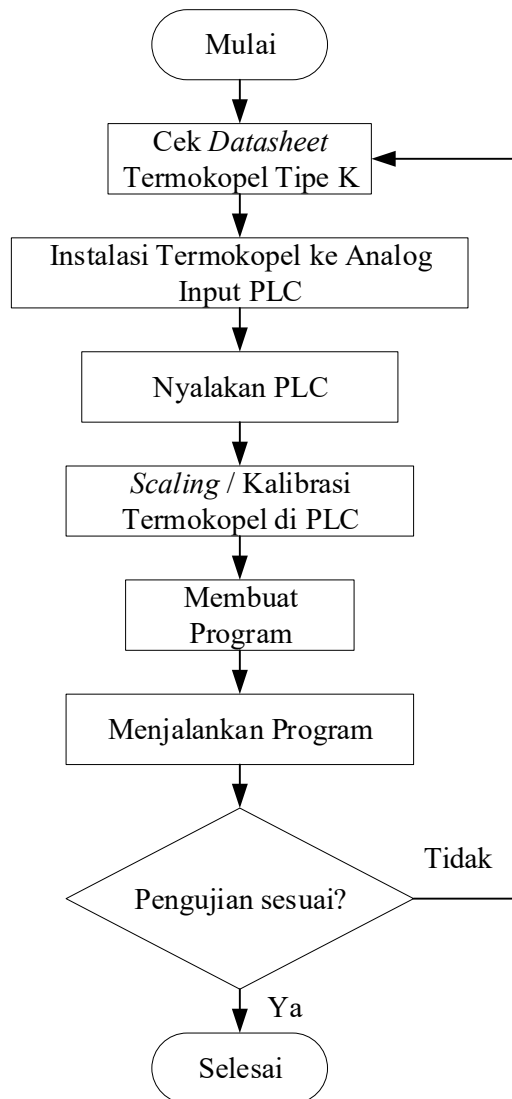 Mulai
Cek Datasheet
Termokopel Tipe K
Instalasi Termokopel ke Analog
Input PLC
Nyalakan PLC
Scaling / Kalibrasi
Termokopel di PLC
Membuat
Program
Menjalankan Program
Pengujian sesuai?
Tidak
Ya
Selesai